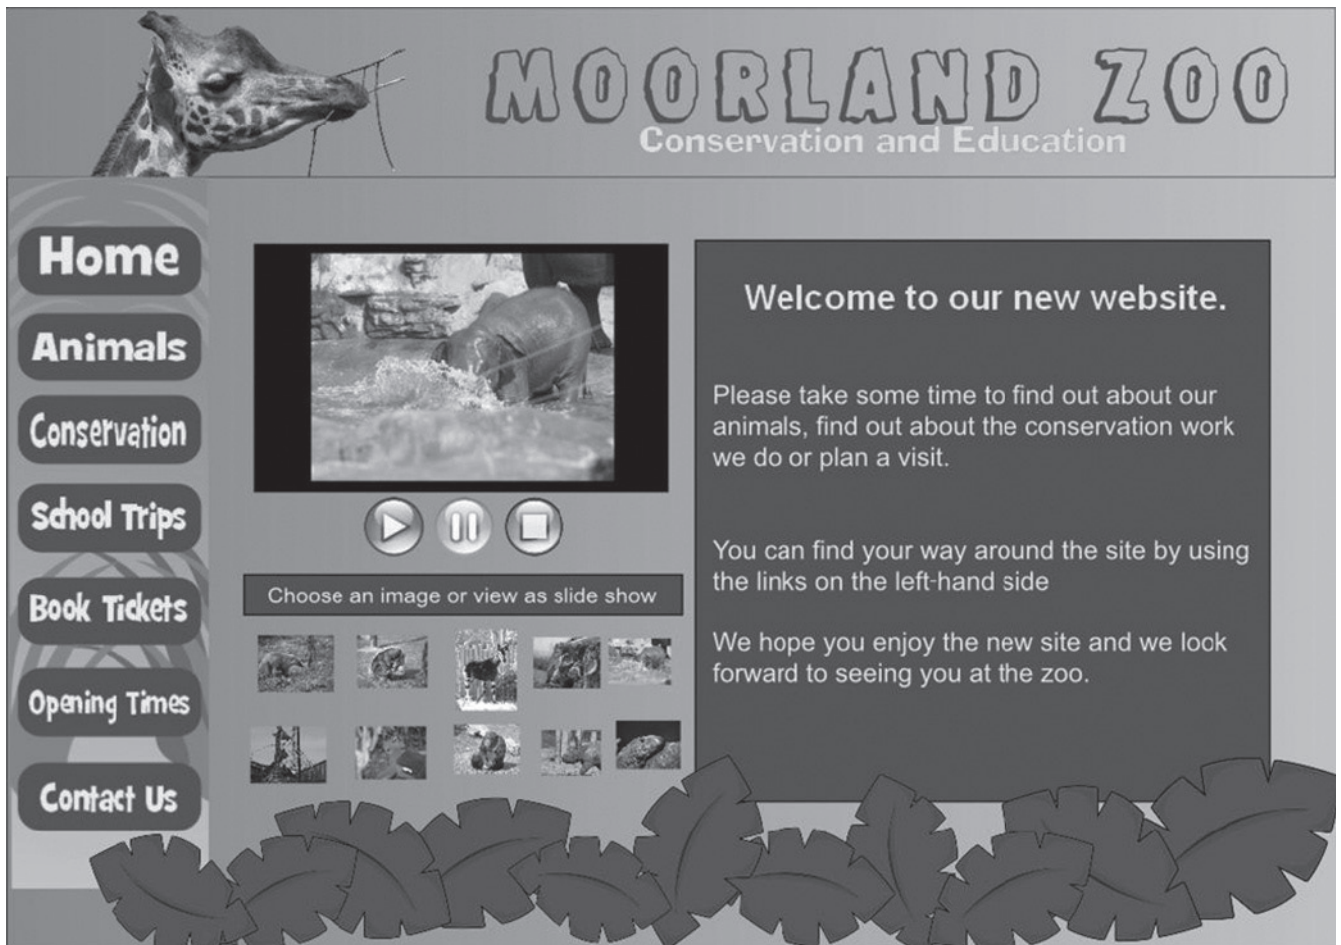 MOORLAND ZOO
Conservation and Education
Home
Animals
Conservation
School Trips
Book Tickets
Opening Times
Contact Us
Choose an image or view as slide show
Welcome to our new website.
Please take some time to find out about our
animals, find out about the conservation work
we do or plan a visit.
You can find your way around the site by using
the links on the left-hand side
We hope you enjoy the new site and we look
forward to seeing you at the zoo.